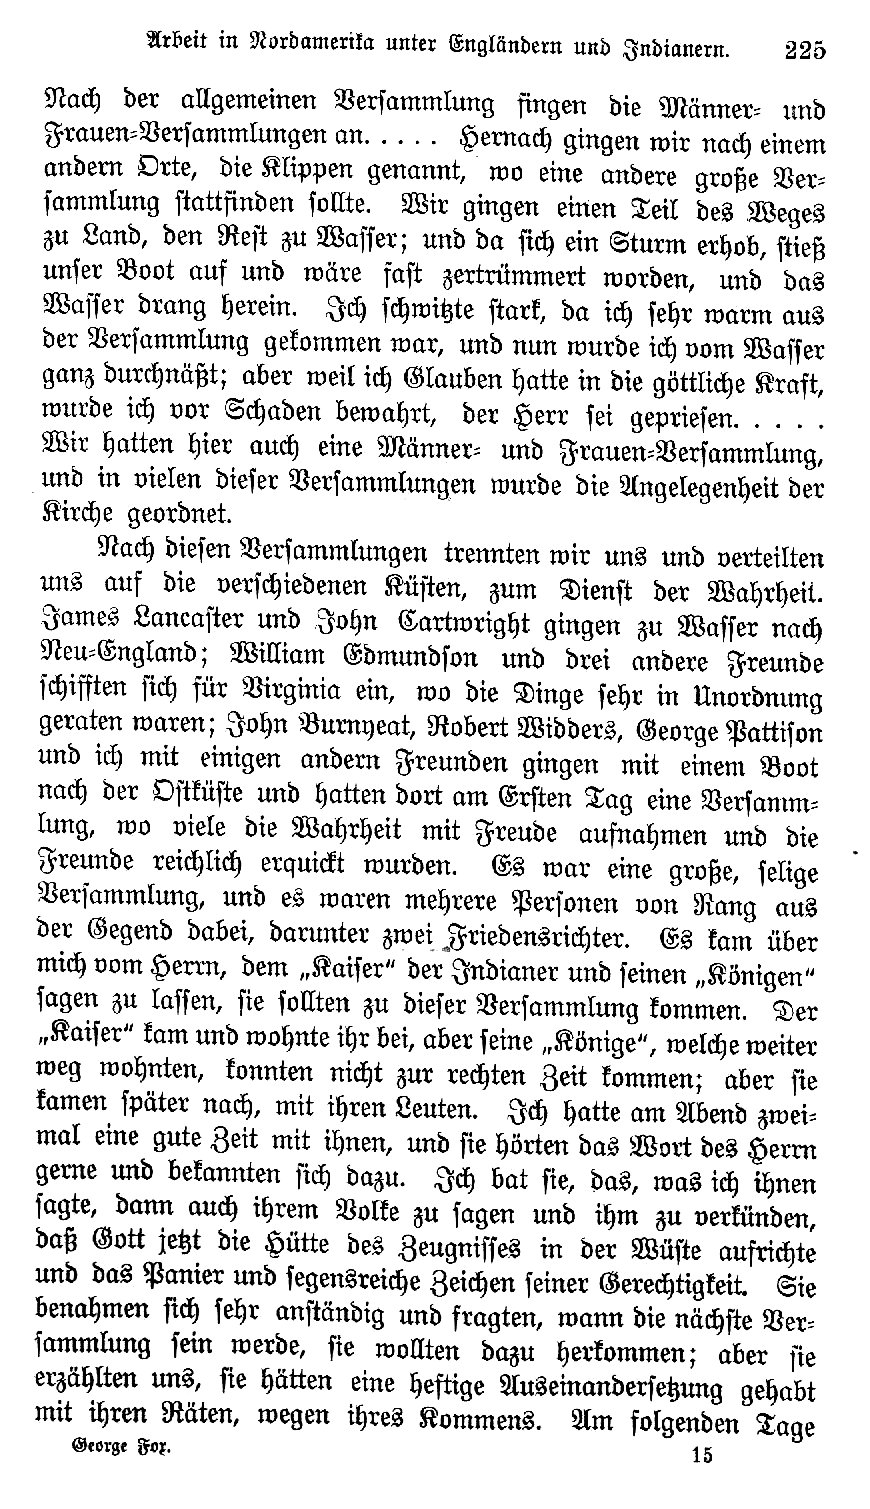 Arbeit in Nordamerika unter Engländern und Indianern. 225
Nach der allgemeinen Versammlung fingen die Männer- und
Frauen-Versammlungen an. . . . . Hernach gingen wir nach einem
andern Orte, die Klippen genannt, wo eine andere große Ver-
sammlung stattfinden sollte. Wir gingen einen Teil des Weges
zu Land, den Rest zu Wasser; und da sich ein Sturm erhob, stieß
unser Boot auf und wäre fast zertrümmert worden, und das
Wasser drang herein. Ich schwitzte stark, da ich sehr warm aus
der Versammlung gekommen war, und nun wurde ich vom Wasser
ganz durchnäßt; aber weil ich Glauben hatte in die göttliche Kraft,
wurde ich vor Schaden bewahrt, der Herr sei gepriesen. . . . .
Wir hatten hier auch eine Männer- und Frauen-Versammlung,
und in vielen dieser Versammlungen wurde die Angelegenheit der
Kirche geordnet.
Nach diesen Versammlungen trennten wir uns und verteilten
uns auf die verschiedenen Küsten, zum Dienst der Wahrheit.
James Lancaster und John Cartwright gingen zu Wasser nach
Neu-England; William Edmundson und drei andere Freunde
schifften sich für Virginia ein, wo die Dinge sehr in Unordnung
geraten waren; John Burnyeat, Robert Widders, George Pattison
und ich mit einigen andern Freunden gingen mit einem Boot
nach der Ostküste und hatten dort am Ersten Tag eine Versamm-
lung, wo viele die Wahrheit mit Freude aufnahmen und die
Freunde reichlich erquickt wurden. Es war eine große, selige
Versammlung, und es waren mehrere Personen von Rang aus
der Gegend dabei, darunter zwei Friedensrichter. Es kam über
mich vom Herrn, dem „Kaiser“ der Indianer und seinen „Königen“
sagen zu lassen, sie sollten zu dieser Versammlung kommen. Der
„Kaiser“ kam und wohnte ihr bei, aber seine „Könige“, welche weiter
weg wohnten, konnten nicht zur rechten Zeit kommen; aber sie
kamen später nach, mit ihren Leuten. Ich hatte am Abend zwei-
mal eine gute Zeit mit ihnen, und sie hörten das Wort des Herrn
gerne und bekannten sich dazu. Ich bat sie, das, was ich ihnen
sagte, dann auch ihrem Volke zu sagen und ihm zu verkünden,
daß Gott jetzt die Hütte des Zeugnisses in der Wüste aufrichte
und das Panier und segensreiche Zeichen seiner Gerechtigkeit. Sie
benahmen sich sehr anständig und fragten, wann die nächste Ver-
sammlung sein werde, sie wollten dazu herkommen; aber sie
erzählten uns, sie hätten eine heftige Auseinandersetzung gehabt
mit ihren Räten, wegen ihres Kommens. Am folgenden Tage
George Fox. 15